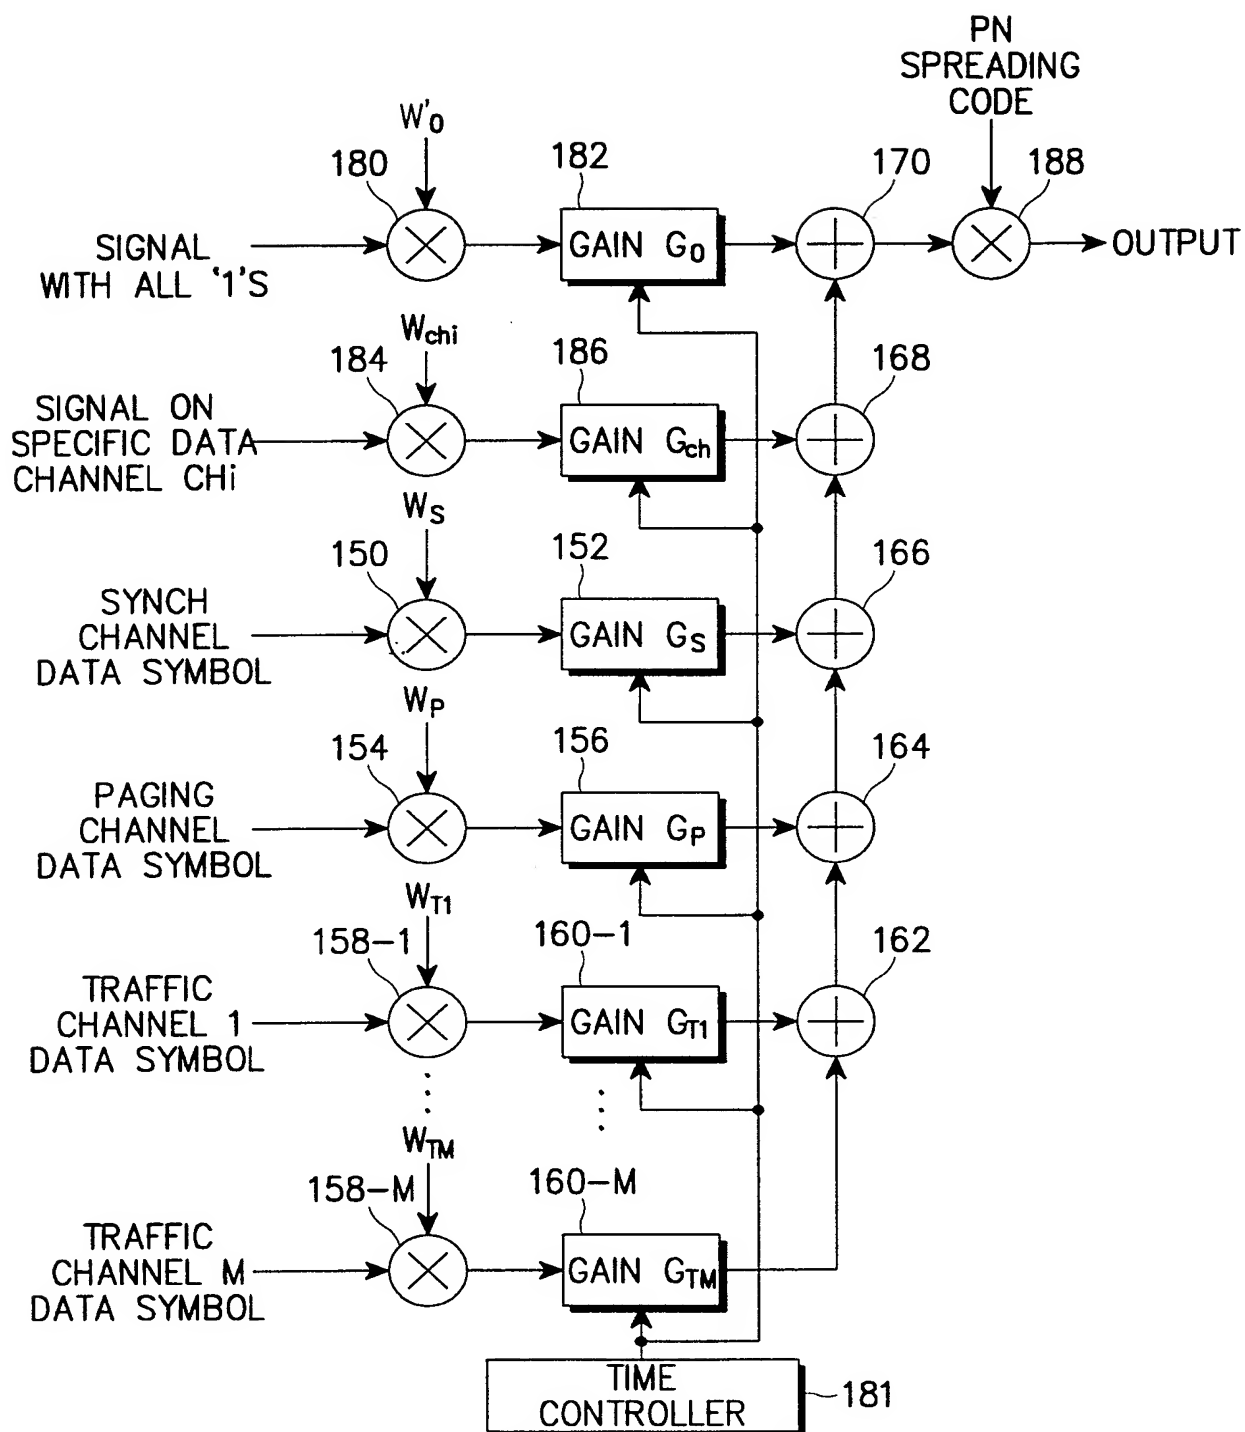 PN
SPREADING
CODE
W'0
180
182
170
188
SIGNAL
WITH ALL '1'S
GAIN G0
OUTPUT
Wchi
184
186
168
SIGNAL ON
SPECIFIC DATA
CHANNEL CHi
GAIN Gch
WS
150
152
166
SYNCH
CHANNEL
DATA SYMBOL
GAIN GS
WP
154
156
164
PAGING
CHANNEL
DATA SYMBOL
GAIN GP
WT1
158-1
160-1
162
TRAFFIC
CHANNEL 1
DATA SYMBOL
GAIN GT1
WTM
158-M
160-M
TRAFFIC
CHANNEL M
DATA SYMBOL
GAIN GTM
TIME
CONTROLLER
181